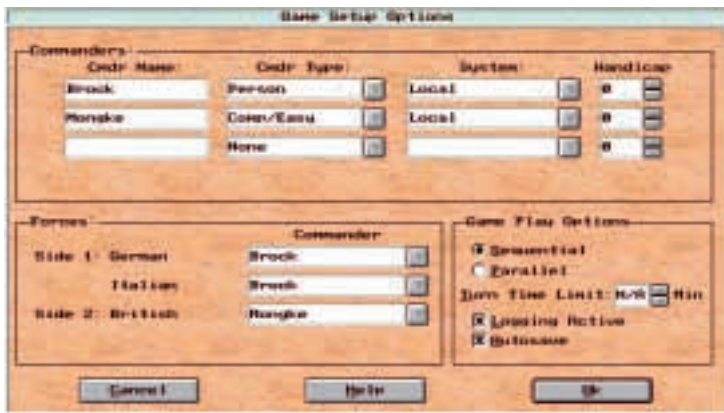 Game Setup Options
Commanders
Cmdr Name: Cmdr Type: System: Handicap
Brock Person Local 0
Mongke Comp/Easy Local 0
None 0
Forces
Commander
Side 1: German Brock
Italian Brock
Side 2: British Mongke
Game Play Options
Sequential
Parallel
Turn Time Limit: N/A Min
Logging Active
Autosave
Cancel Help Ok